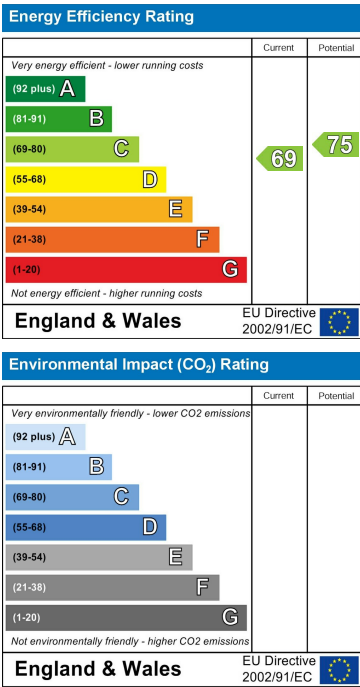 Energy Efficiency Rating
Current Potential
Very energy efficient - lower running costs
(92 plus) A
(81-91) B
(69-80) C
(55-68) D
(39-54) E
(21-38) F
(1-20) G
69 75
Not energy efficient - higher running costs
England & Wales
EU Directive
2002/91/EC
Environmental Impact (CO₂) Rating
Current Potential
Very environmentally friendly - lower CO2 emissions
(92 plus) A
(81-91) B
(69-80) C
(55-68) D
(39-54) E
(21-38) F
(1-20) G
Not environmentally friendly - higher CO2 emissions
England & Wales
EU Directive
2002/91/EC